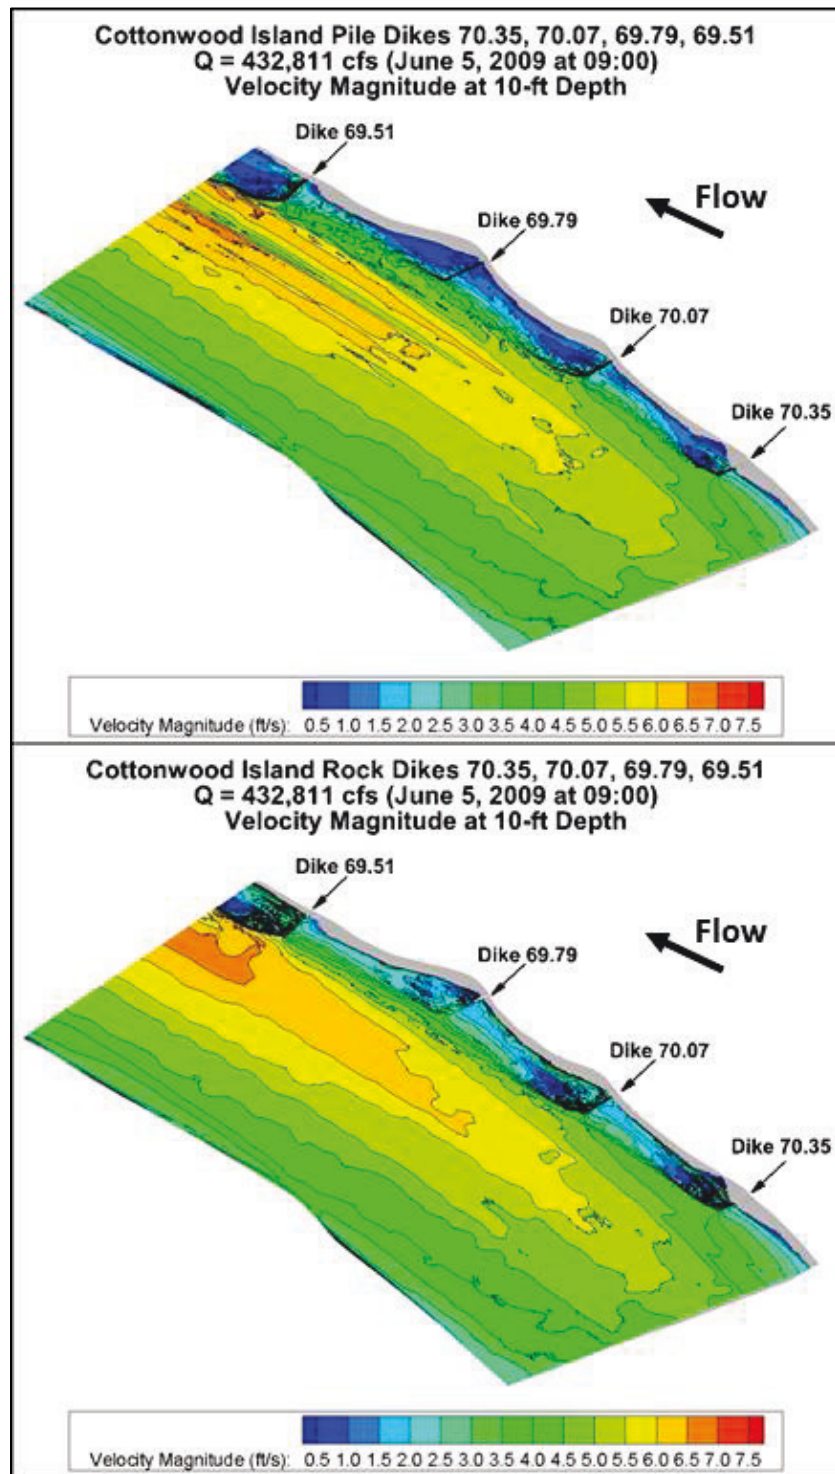 Cottonwood Island Pile Dikes 70.35, 70.07, 69.79, 69.51
Q = 432,811 cfs (June 5, 2009 at 09:00)
Velocity Magnitude at 10-ft Depth
Dike 69.51
Flow
Dike 69.79
Dike 70.07
Dike 70.35
Velocity Magnitude (ft/s): 0.5 1.0 1.5 2.0 2.5 3.0 3.5 4.0 4.5 5.0 5.5 6.0 6.5 7.0 7.5
Cottonwood Island Rock Dikes 70.35, 70.07, 69.79, 69.51
Q = 432,811 cfs (June 5, 2009 at 09:00)
Velocity Magnitude at 10-ft Depth
Dike 69.51
Flow
Dike 69.79
Dike 70.07
Dike 70.35
Velocity Magnitude (ft/s): 0.5 1.0 1.5 2.0 2.5 3.0 3.5 4.0 4.5 5.0 5.5 6.0 6.5 7.0 7.5